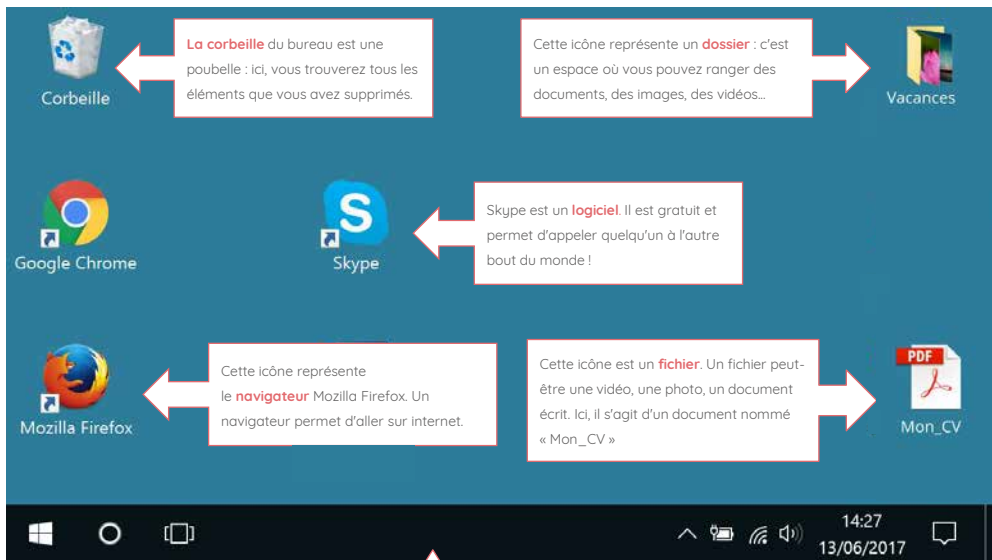 La corbeille du bureau est une
poubelle : ici, vous trouverez tous les
éléments que vous avez supprimés.
Corbeille
Cette icône représente un dossier : c'est
un espace où vous pouvez ranger des
documents, des images, des vidéos...
Vacances
Google Chrome
S
Skype
Skype est un logiciel. Il est gratuit et
permet d'appeler quelqu'un à l'autre
bout du monde !
Mozilla Firefox
Cette icône représente
le navigateur Mozilla Firefox. Un
navigateur permet d'aller sur internet.
Cette icône est un fichier. Un fichier peut-
être une vidéo, une photo, un document
écrit. Ici, il s'agit d'un document nommé
« Mon_CV »
PDF
Mon_CV
14:27
13/06/2017